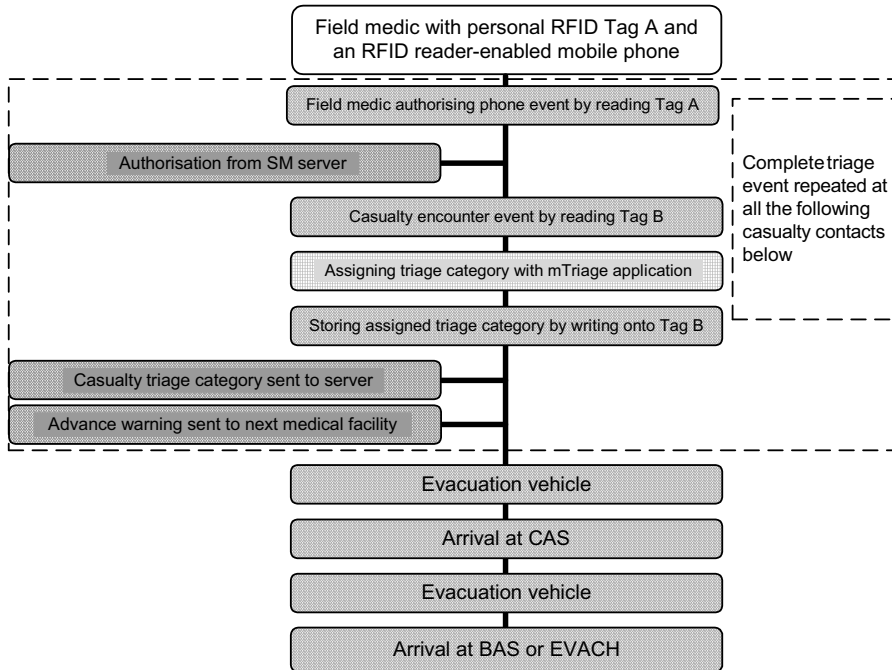 Field medic with personal RFID Tag A and
an RFID reader-enabled mobile phone
Field medic authorising phone event by reading Tag A
Authorisation from SM server
Complete triage
event repeated at
all the following
casualty contacts
below
Casualty encounter event by reading Tag B
Assigning triage category with mTriage application
Storing assigned triage category by writing onto Tag B
Casualty triage category sent to server
Advance warning sent to next medical facility
Evacuation vehicle
Arrival at CAS
Evacuation vehicle
Arrival at BAS or EVACH